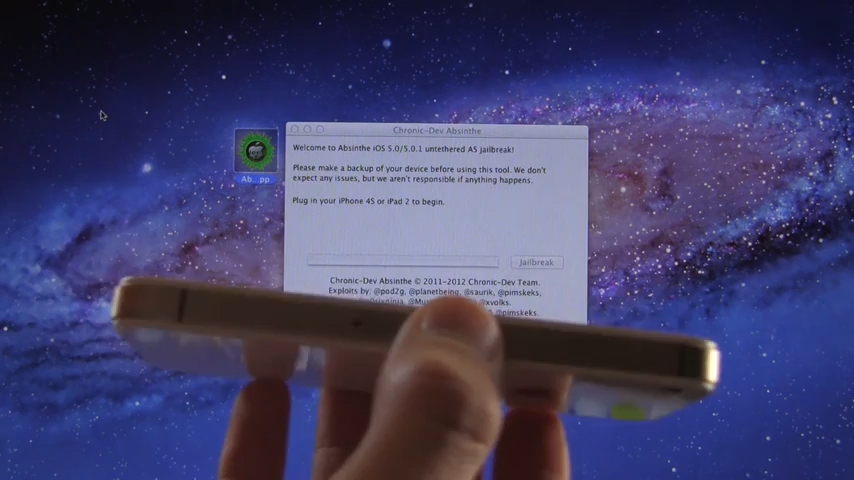 Chronic-Dev Absinthe
Welcome to Absinthe iOS 5.0/5.0.1 untethered A5 jailbreak!
Please make a backup of your device before using this tool. We don't
expect any issues, but we aren't responsible if anything happens.
Plug in your iPhone 4S or iPad 2 to begin.
Ab...pp
Jailbreak
Chronic-Dev Absinthe © 2011-2012 Chronic-Dev Team.
Exploits by: @pod2g, @planetbeing, @saurik, @pimskeks,
@xvolks.
@pimskeks.